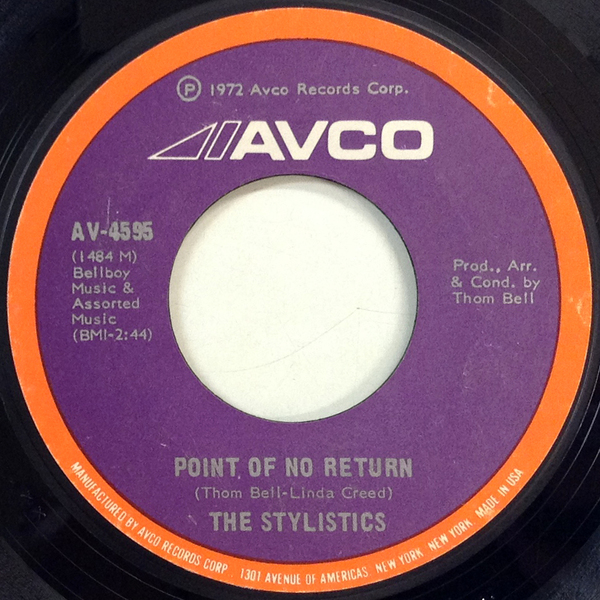 Ⓟ 1972 Avco Records Corp.
AVCO
AV-4595
(1484 M)
Bellboy
Music &
Assorted
Music
(BMI-2:44)
Prod., Arr.
& Cond. by
Thom Bell
POINT OF NO RETURN
(Thom Bell-Linda Creed)
THE STYLISTICS
MANUFACTURED BY AVCO RECORDS CORP 1301 AVENUE OF AMERICAS NEW YORK NEW YORK MADE IN USA